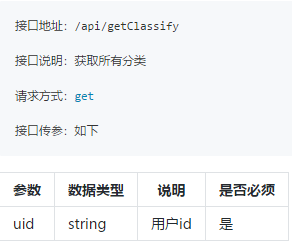 接口地址：/api/getClassify
接口说明：获取所有分类
请求方式：get
接口传参：如下
参数 数据类型 说明 是否必须
uid string 用户id 是